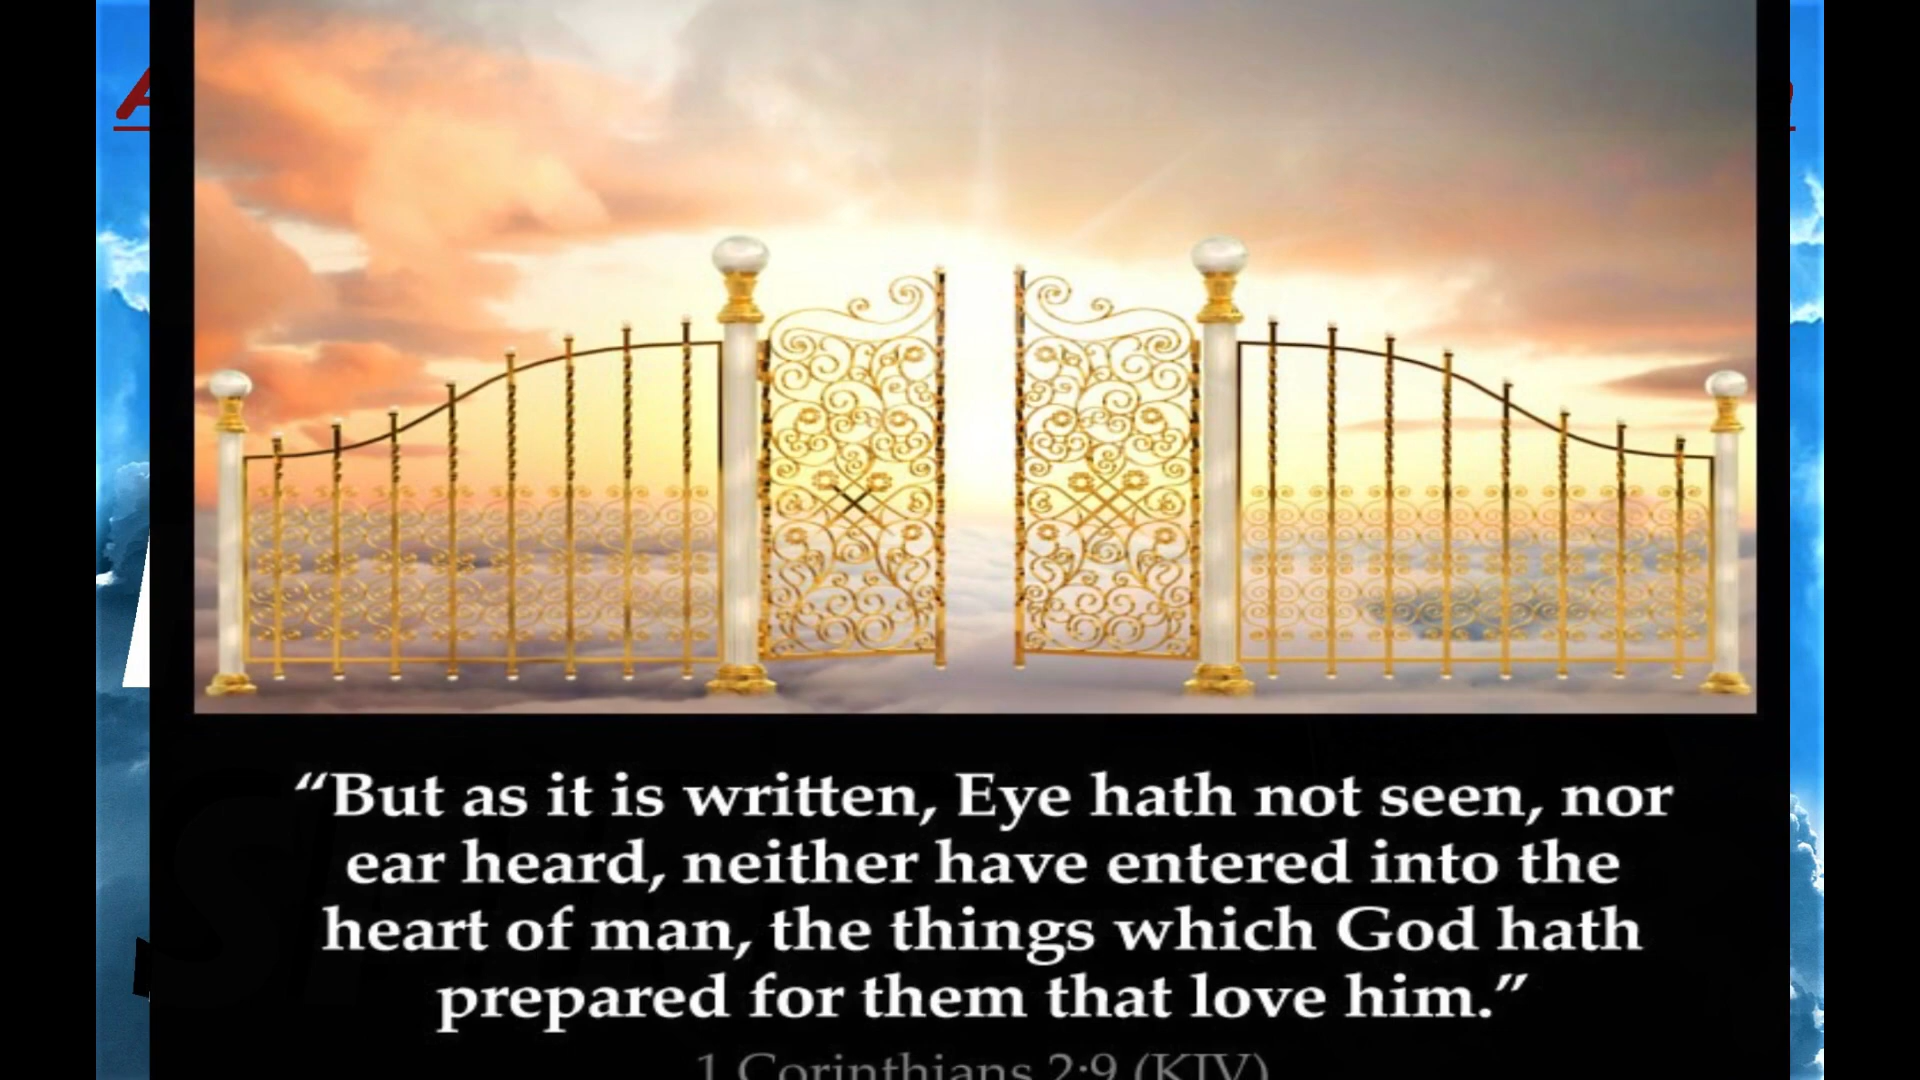 “But as it is written, Eye hath not seen, nor
ear heard, neither have entered into the
heart of man, the things which God hath
prepared for them that love him.”
1 Corinthians 2:9 (KJV)